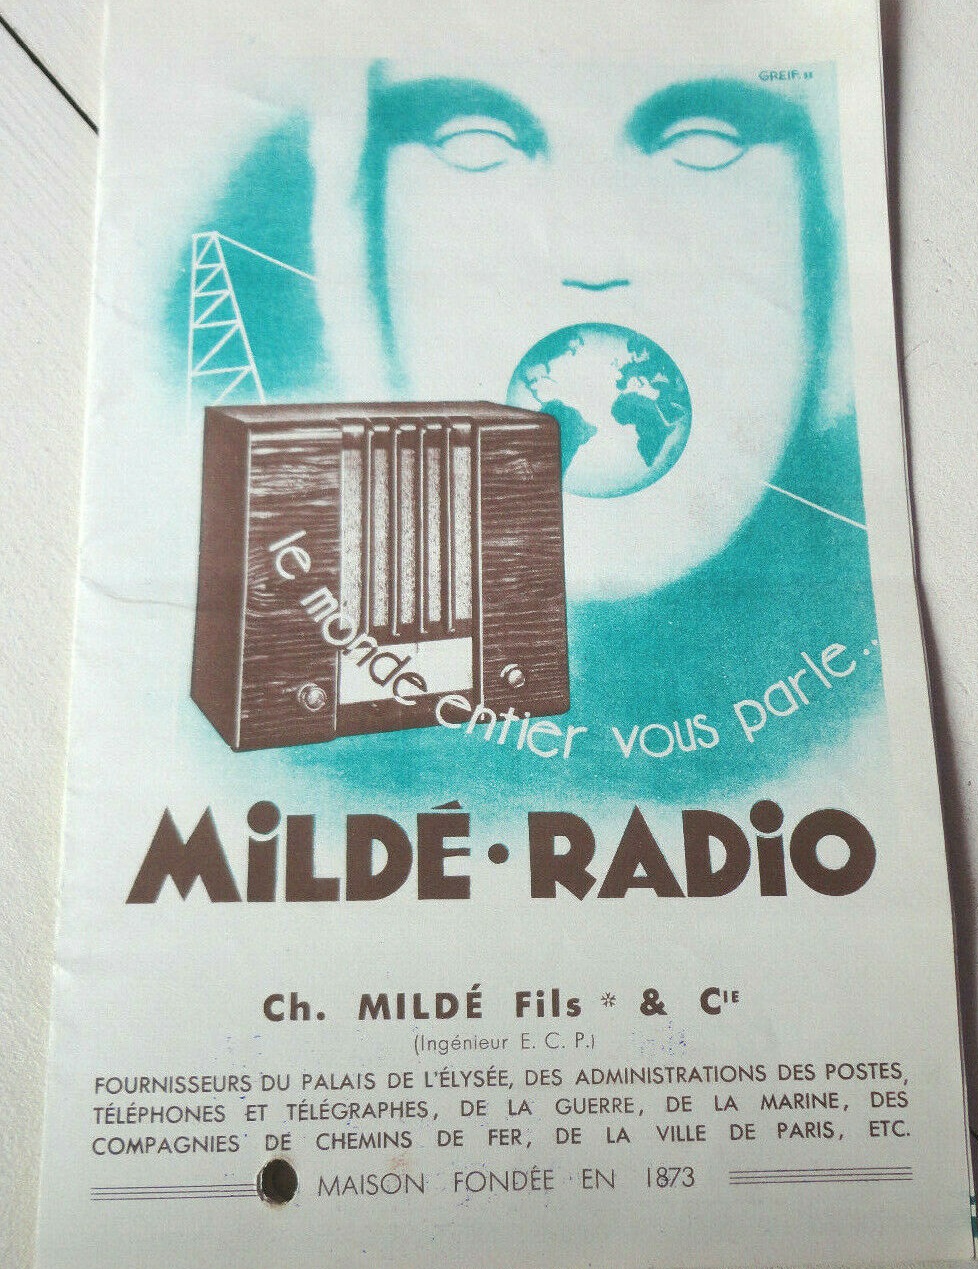 GREIF. 33
le monde entier vous parle...
MiLDÉ·RADiO
Ch. MILDÉ Fils * & CIE
(Ingénieur E. C. P.)
FOURNISSEURS DU PALAIS DE L'ÉLYSÉE, DES ADMINISTRATIONS DES POSTES,
TÉLÉPHONES ET TÉLÉGRAPHES, DE LA GUERRE, DE LA MARINE, DES
COMPAGNIES DE CHEMINS DE FER, DE LA VILLE DE PARIS, ETC.
MAISON FONDÉE EN 1873